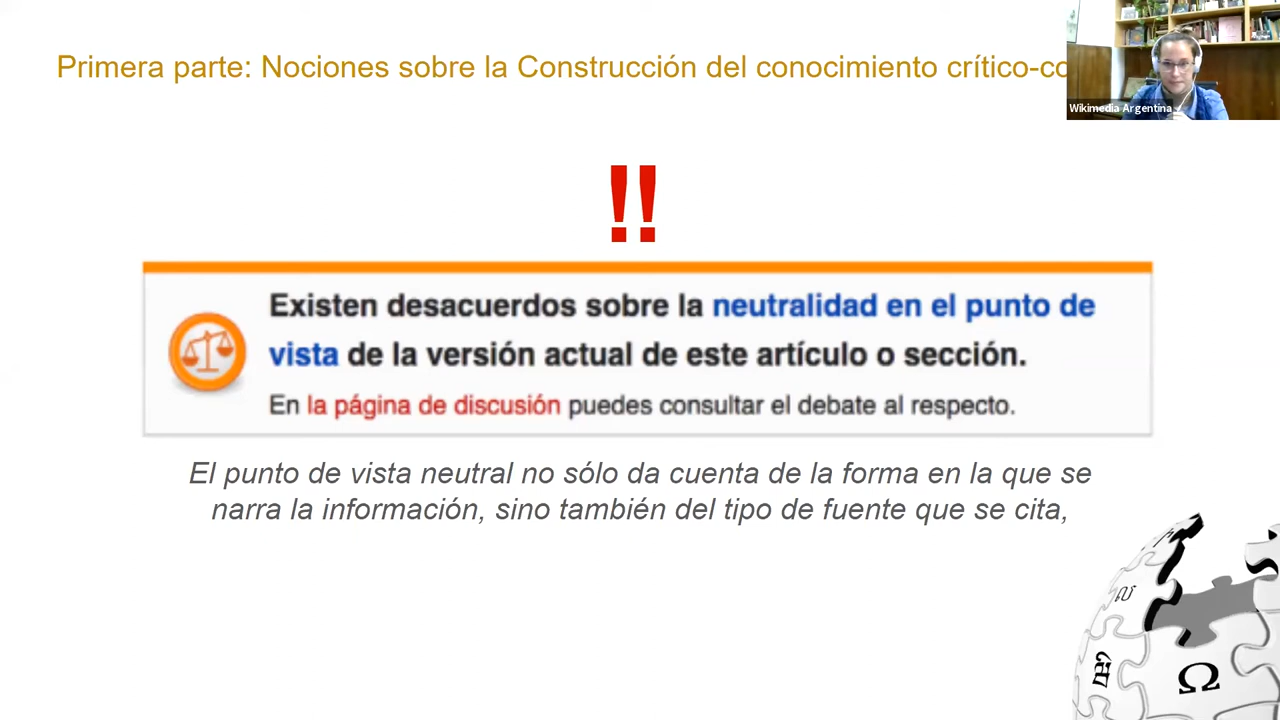 Primera parte: Nociones sobre la Construcción del conocimiento crítico-co
Wikimedia Argentina
!!
Existen desacuerdos sobre la neutralidad en el punto de
vista de la versión actual de este artículo o sección.
En la página de discusión puedes consultar el debate al respecto.
El punto de vista neutral no sólo da cuenta de la forma en la que se
narra la información, sino también del tipo de fuente que se cita,
Ω